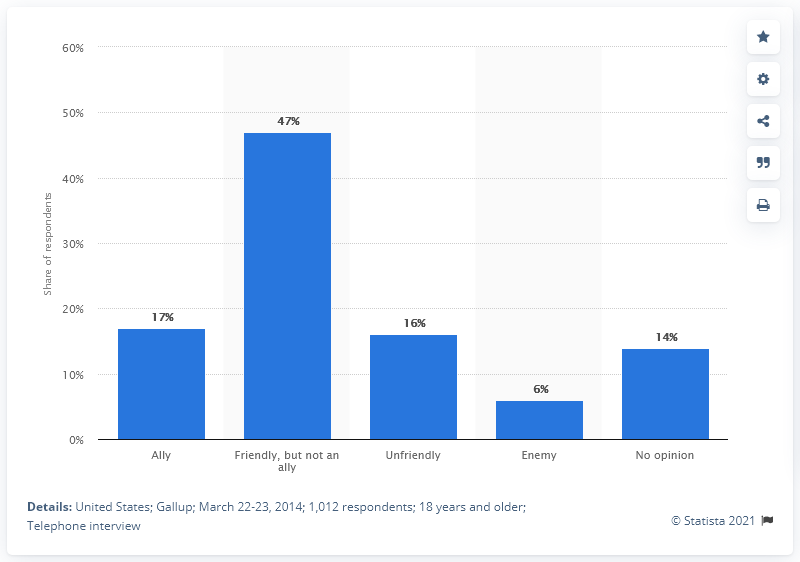 60%
50%
40%
30%
20%
10%
0%
Share of respondents
17%
47%
16%
6%
14%
Ally
Friendly, but not an
ally
Unfriendly
Enemy
No opinion
Details: United States; Gallup; March 22-23, 2014; 1,012 respondents; 18 years and older;
Telephone interview
© Statista 2021